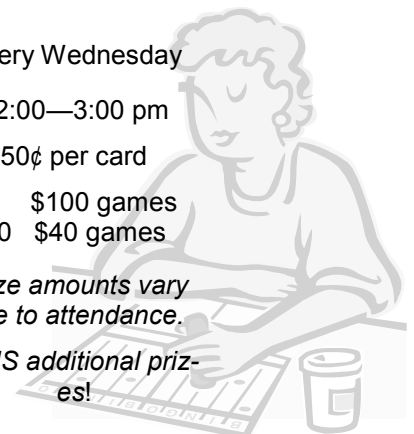 ery Wednesday
2:00—3:00 pm
50¢ per card
$100 games
0 $40 games
ze amounts vary
e to attendance.
S additional priz-
es!
BINGO